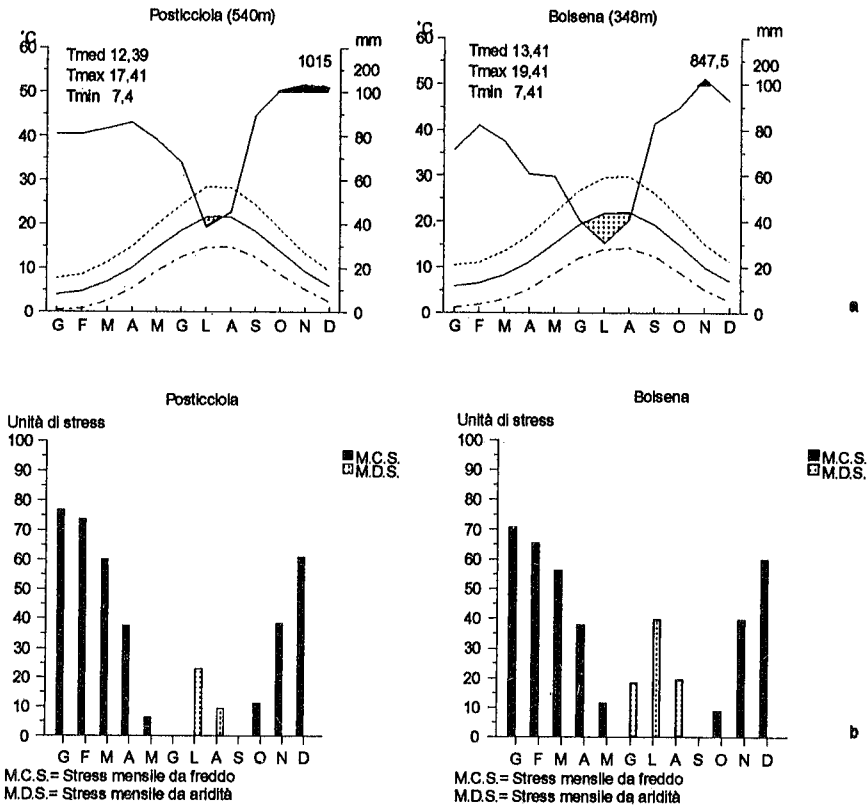 Posticciola (540m)
°C
mm
60
50
40
30
20
10
0
Tmed 12,39
Tmax 17,41
Tmin 7,4
1015
200
100
80
60
40
20
0
G F M A M G L A S O N D
Bolsena (348m)
°C
mm
60
50
40
30
20
10
0
Tmed 13,41
Tmax 19,41
Tmin 7,41
847,5
200
100
80
60
40
20
0
G F M A M G L A S O N D
a
Posticciola
Unità di stress
100
90
80
70
60
50
40
30
20
10
0
M.C.S.
M.D.S.
G F M A M G L A S O N D
M.C.S.= Stress mensile da freddo
M.D.S.= Stress mensile da aridità
Bolsena
Unità di stress
100
90
80
70
60
50
40
30
20
10
0
M.C.S.
M.D.S.
G F M A M G L A S O N D
M.C.S.= Stress mensile da freddo
M.D.S.= Stress mensile da aridità
b